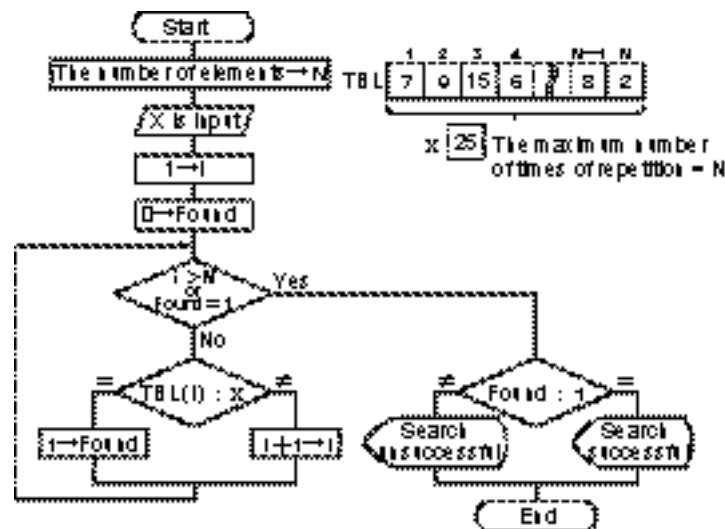 Start
The number of elements→N
X is input
1→I
0→Found
I > N
or
Found = 1
Yes
No
= TBL(I) : X ≠
1→Found
I+1→I
≠ Found : 1 =
Search
unsuccessful
Search
successful
End
1 2 3 4 N-1 N
TBL 7 9 15 6 8 2
X 25 The maximum number
of times of repetition = N